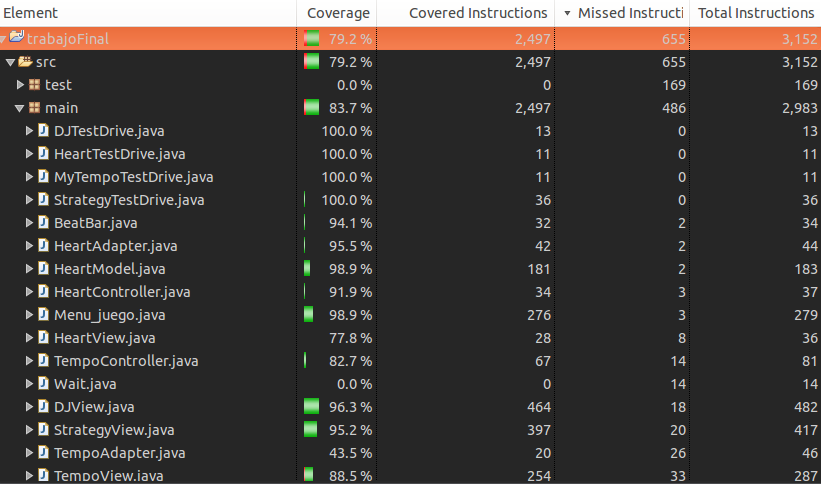 Element Coverage Covered Instructions Missed Instructi Total Instructions
trabajoFinal 79.2 % 2,497 655 3,152
src 79.2 % 2,497 655 3,152
test 0.0 % 0 169 169
main 83.7 % 2,497 486 2,983
DJTestDrive.java 100.0 % 13 0 13
HeartTestDrive.java 100.0 % 11 0 11
MyTempoTestDrive.java 100.0 % 11 0 11
StrategyTestDrive.java 100.0 % 36 0 36
BeatBar.java 94.1 % 32 2 34
HeartAdapter.java 95.5 % 42 2 44
HeartModel.java 98.9 % 181 2 183
HeartController.java 91.9 % 34 3 37
Menu_juego.java 98.9 % 276 3 279
HeartView.java 77.8 % 28 8 36
TempoController.java 82.7 % 67 14 81
Wait.java 0.0 % 0 14 14
DJView.java 96.3 % 464 18 482
StrategyView.java 95.2 % 397 20 417
TempoAdapter.java 43.5 % 20 26 46
TempoView.java 88.5 % 254 33 287